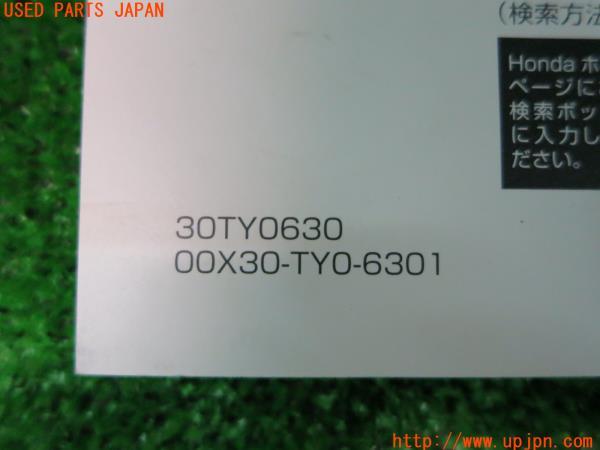 USED PARTS JAPAN
(検索方法
Honda ホ
ページにお
検索ボッ
に入力し
ださい。
30TY0630
00X30-TY0-6301
http://www.upjpn.com/